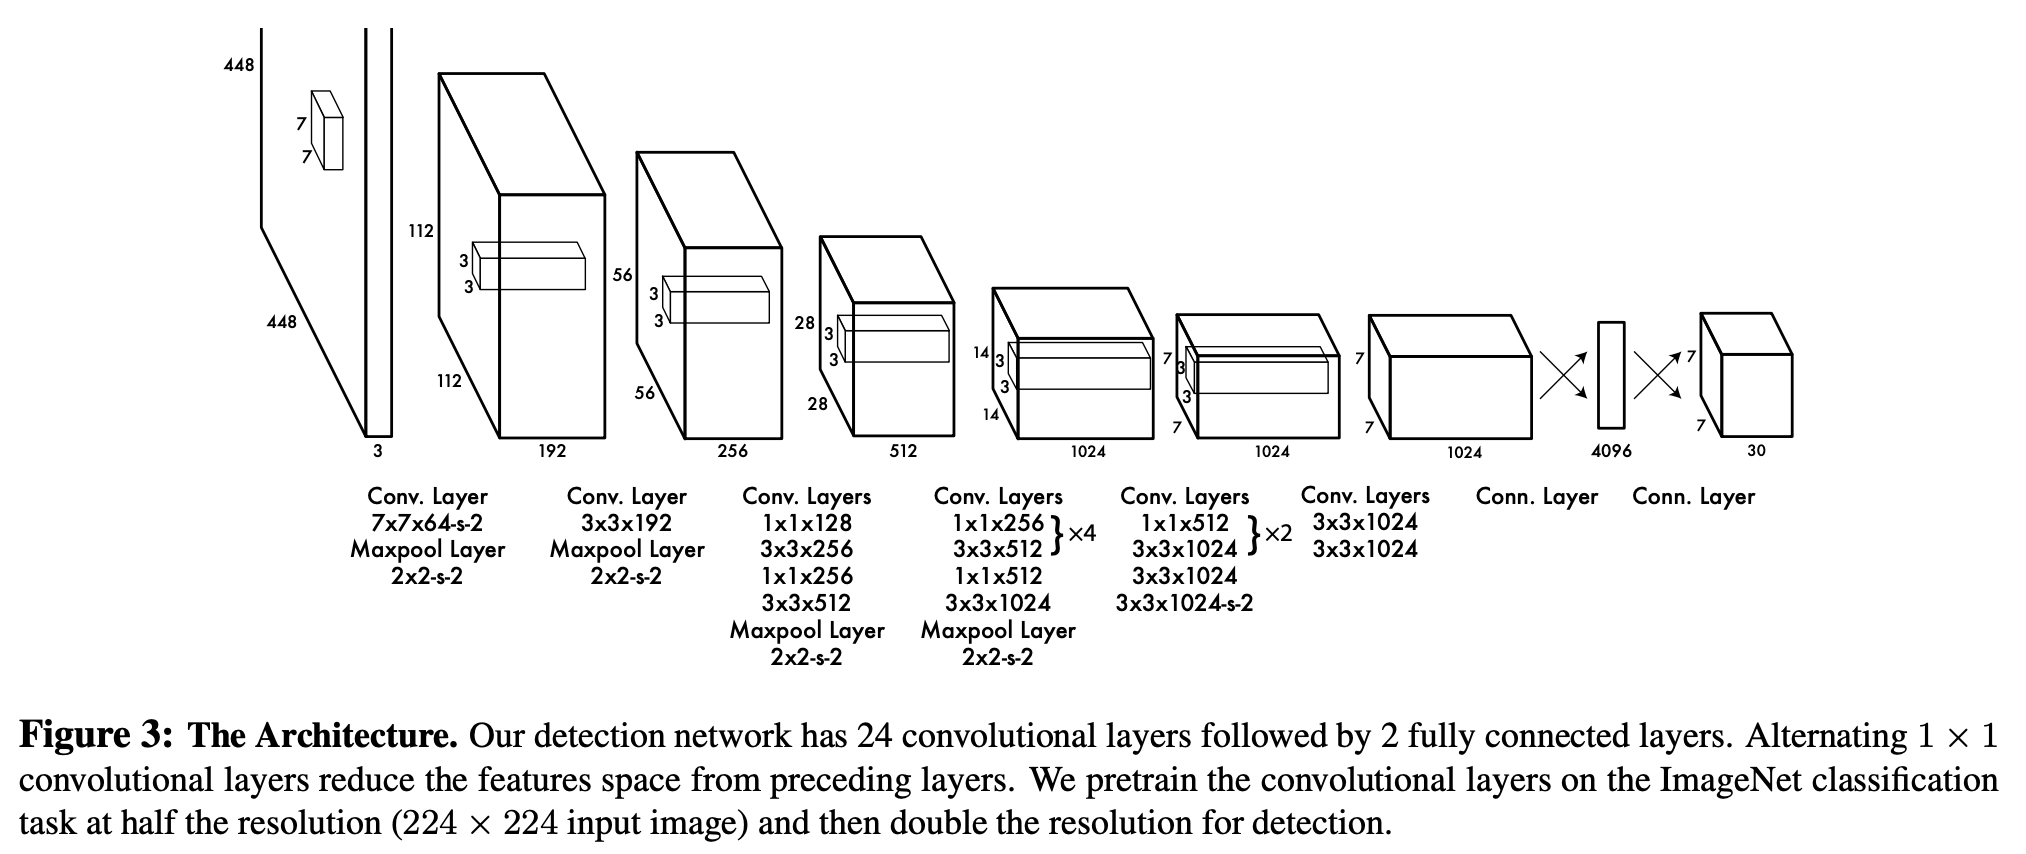 448
7
7
448
3
112
3
3
112
192
56
3
3
56
256
28
3
3
28
512
14
3
3
14
1024
7
3
3
7
1024
7
7
1024
4096
7
7
30
Conv. Layer
7x7x64-s-2
Maxpool Layer
2x2-s-2
Conv. Layer
3x3x192
Maxpool Layer
2x2-s-2
Conv. Layers
1x1x128
3x3x256
1x1x256
3x3x512
Maxpool Layer
2x2-s-2
Conv. Layers
1x1x256
3x3x512
} ×4
1x1x512
3x3x1024
Maxpool Layer
2x2-s-2
Conv. Layers
1x1x512
3x3x1024
} ×2
3x3x1024
3x3x1024-s-2
Conv. Layers
3x3x1024
3x3x1024
Conn. Layer
Conn. Layer
Figure 3: The Architecture. Our detection network has 24 convolutional layers followed by 2 fully connected layers. Alternating 1 × 1
convolutional layers reduce the features space from preceding layers. We pretrain the convolutional layers on the ImageNet classification
task at half the resolution (224 × 224 input image) and then double the resolution for detection.